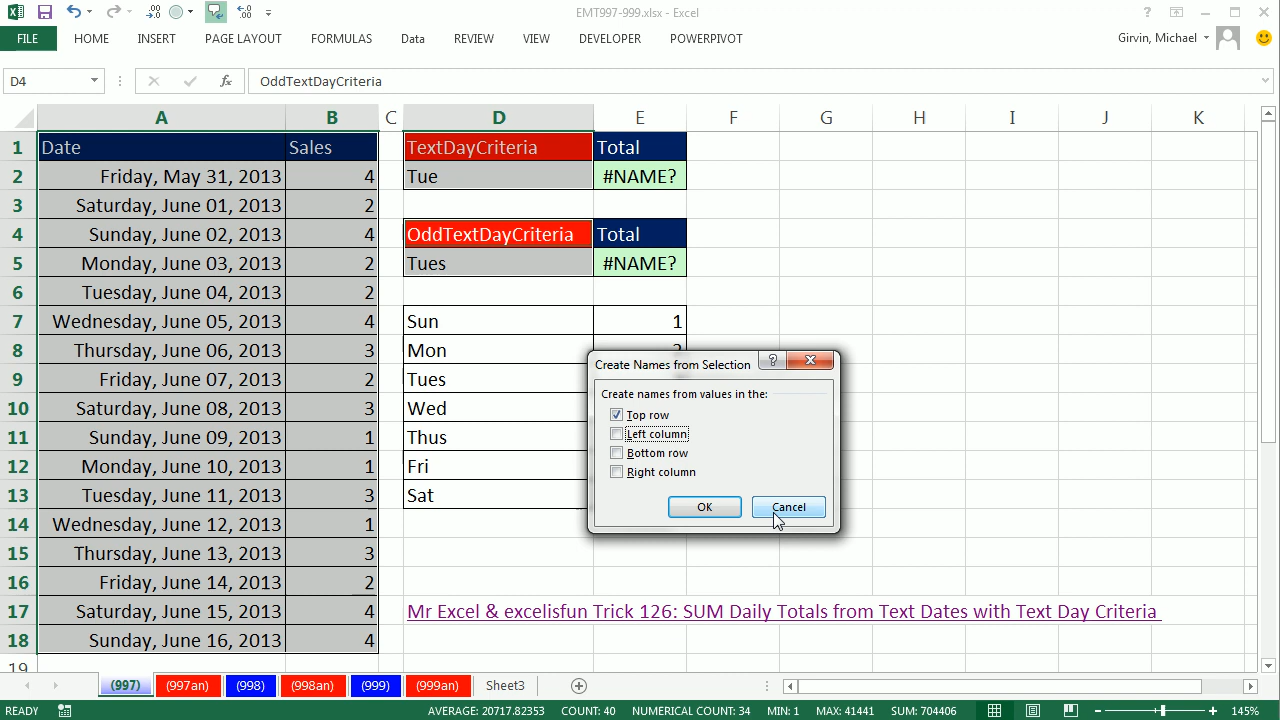 EMT997-999.xlsx - Excel
FILE HOME INSERT PAGE LAYOUT FORMULAS Data REVIEW VIEW DEVELOPER POWERPIVOT Girvin, Michael
D4 fx OddTextDayCriteria
A B C D E F G H I J K
1 Date Sales TextDayCriteria Total
2 Friday, May 31, 2013 4 Tue #NAME?
3 Saturday, June 01, 2013 2
4 Sunday, June 02, 2013 4 OddTextDayCriteria Total
5 Monday, June 03, 2013 2 Tues #NAME?
6 Tuesday, June 04, 2013 2
7 Wednesday, June 05, 2013 4 Sun 1
8 Thursday, June 06, 2013 3 Mon
9 Friday, June 07, 2013 2 Tues
10 Saturday, June 08, 2013 3 Wed
11 Sunday, June 09, 2013 1 Thus
12 Monday, June 10, 2013 1 Fri
13 Tuesday, June 11, 2013 3 Sat
14 Wednesday, June 12, 2013 1
15 Thursday, June 13, 2013 3
16 Friday, June 14, 2013 2
17 Saturday, June 15, 2013 4 Mr Excel & excelisfun Trick 126: SUM Daily Totals from Text Dates with Text Day Criteria
18 Sunday, June 16, 2013 4
19
Create Names from Selection
Create names from values in the:
Top row
Left column
Bottom row
Right column
OK Cancel
(997) (997an) (998) (998an) (999) (999an) Sheet3
READY AVERAGE: 20717.82353 COUNT: 40 NUMERICAL COUNT: 34 MIN: 1 MAX: 41441 SUM: 704406 145%